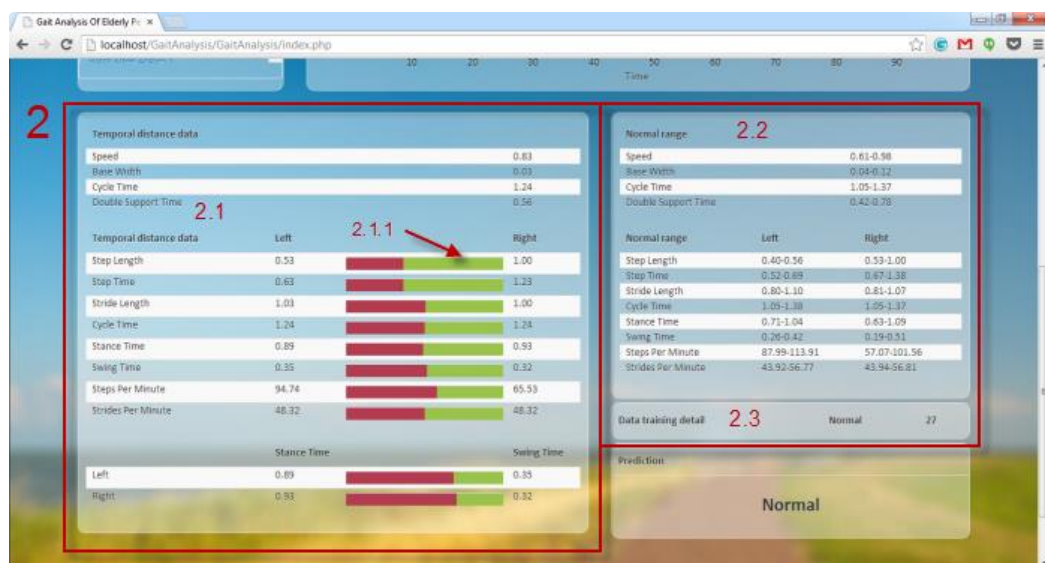 Gait Analysis Of Elderly Pe
localhost/GaitAnalysis/GaitAnalysis/index.php
10 20 30 40 50 60 70 80 90
Time
2
Temporal distance data
Speed 0.83
Base Width 0.03
Cycle Time 1.24
Double Support Time 0.56
2.1
2.1.1
Temporal distance data Left Right
Step Length 0.53 1.00
Step Time 0.63 1.23
Stride Length 1.03 1.00
Cycle Time 1.24 1.24
Stance Time 0.89 0.93
Swing Time 0.35 0.32
Steps Per Minute 94.74 65.53
Strides Per Minute 48.32 48.32
Stance Time Swing Time
Left 0.89 0.35
Right 0.93 0.32
Normal range 2.2
Speed 0.61-0.98
Base Width 0.04-0.12
Cycle Time 1.05-1.37
Double Support Time 0.42-0.78
Normal range Left Right
Step Length 0.40-0.56 0.53-1.00
Step Time 0.52-0.69 0.67-1.38
Stride Length 0.80-1.10 0.81-1.07
Cycle Time 1.05-1.38 1.05-1.37
Stance Time 0.71-1.04 0.63-1.09
Swing Time 0.26-0.42 0.19-0.51
Steps Per Minute 87.99-113.91 57.07-101.56
Strides Per Minute 43.92-56.77 43.94-56.81
Data training detail 2.3 Normal 27
Prediction
Normal